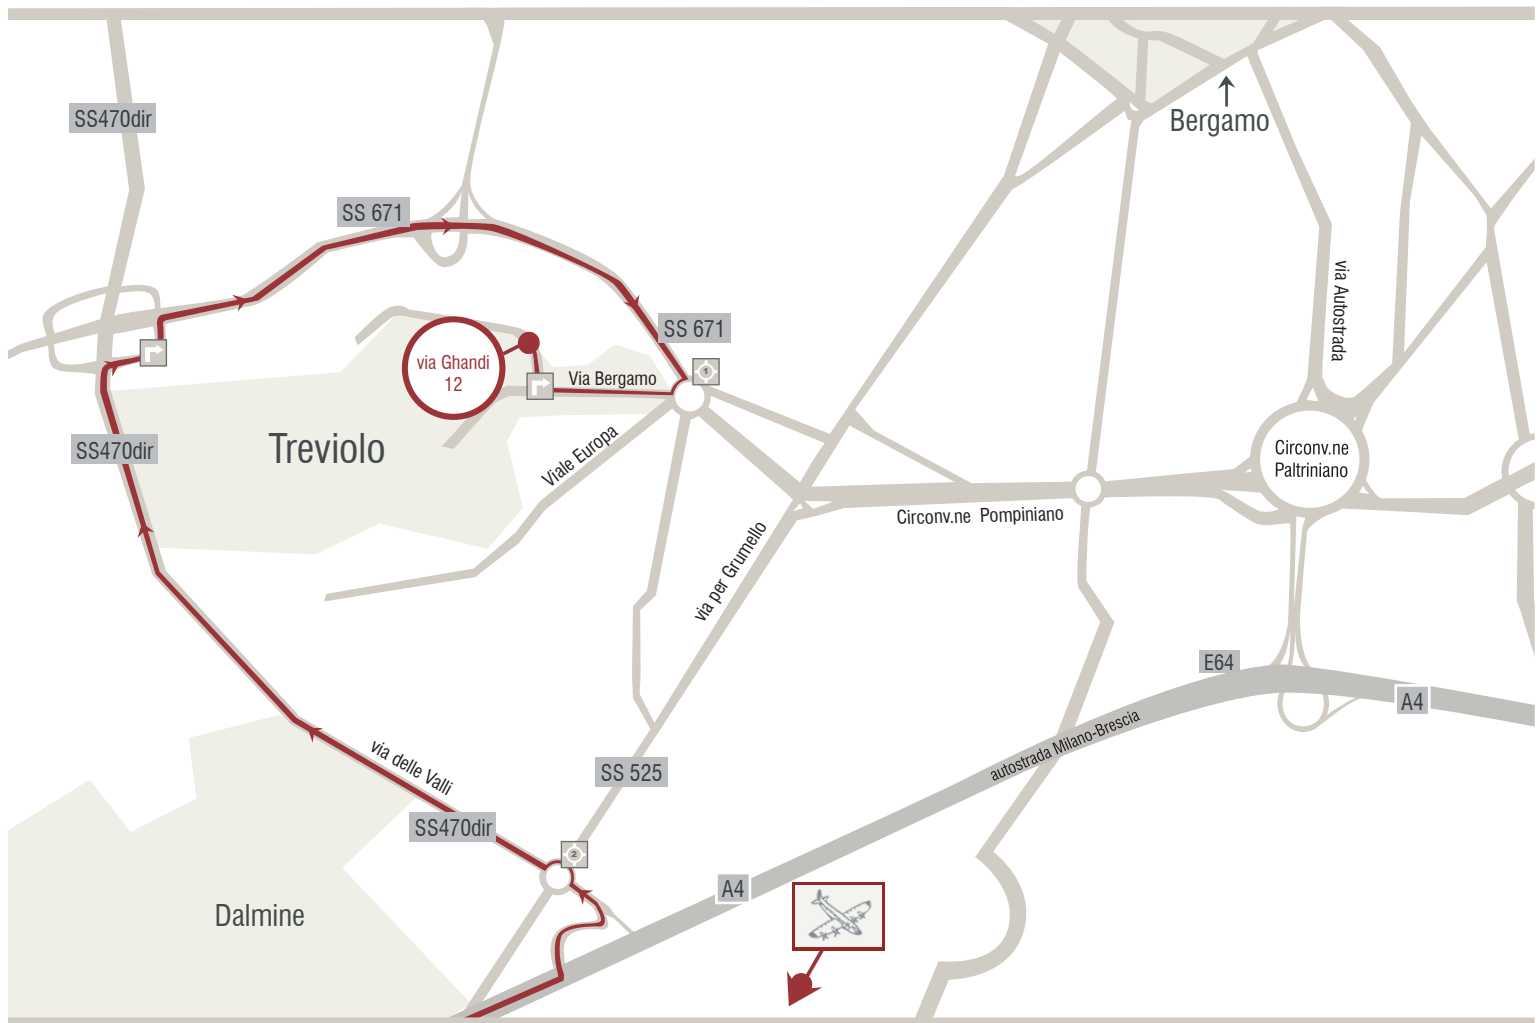 SS470dir
Bergamo
SS 671
via Autostrada
SS 671
via Ghandi
12
Via Bergamo
1
SS470dir
Treviolo
Viale Europa
Circonv.ne
Paltriniano
Circonv.ne Pompiniano
via per Grumello
E64
A4
autostrada Milano-Brescia
via delle Valli
SS 525
SS470dir
2
A4
Dalmine